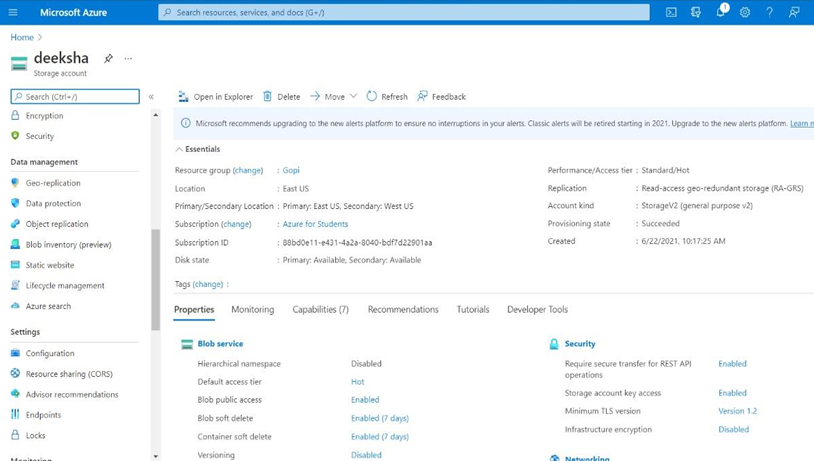 Microsoft Azure
Search resources, services, and docs (G+/)
1
Home >
deeksha
Storage account
Search (Ctrl+/)
Encryption
Security
Data management
Geo-replication
Data protection
Object replication
Blob inventory (preview)
Static website
Lifecycle management
Azure search
Settings
Configuration
Resource sharing (CORS)
Advisor recommendations
Endpoints
Locks
Monitoring
Open in Explorer Delete Move Refresh Feedback
Microsoft recommends upgrading to the new alerts platform to ensure no interruptions in your alerts. Classic alerts will be retired starting in 2021. Upgrade to the new alerts platform. Learn
Essentials
Resource group (change) : Gopi
Location : East US
Primary/Secondary Location : Primary: East US, Secondary: West US
Subscription (change) : Azure for Students
Subscription ID : 88bd0e11-e431-4a2a-8040-bdf7d22901aa
Disk state : Primary: Available, Secondary: Available
Performance/Access tier : Standard/Hot
Replication : Read-access geo-redundant storage (RA-GRS)
Account kind : StorageV2 (general purpose v2)
Provisioning state : Succeeded
Created : 6/22/2021, 10:17:25 AM
Tags (change) :
Properties Monitoring Capabilities (7) Recommendations Tutorials Developer Tools
Blob service
Hierarchical namespace Disabled
Default access tier Hot
Blob public access Enabled
Blob soft delete Enabled (7 days)
Container soft delete Enabled (7 days)
Versioning Disabled
Security
Require secure transfer for REST API Enabled
operations
Storage account key access Enabled
Minimum TLS version Version 1.2
Infrastructure encryption Disabled
Networking